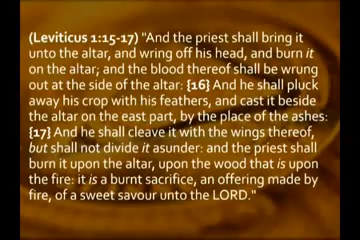 (Leviticus 1:15-17) "And the priest shall bring it
unto the altar, and wring off his head, and burn it
on the altar; and the blood thereof shall be wrung
out at the side of the altar: {16} And he shall pluck
away his crop with his feathers, and cast it beside
the altar on the east part, by the place of the ashes:
{17} And he shall cleave it with the wings thereof,
but shall not divide it asunder: and the priest shall
burn it upon the altar, upon the wood that is upon
the fire: it is a burnt sacrifice, an offering made by
fire, of a sweet savour unto the LORD."